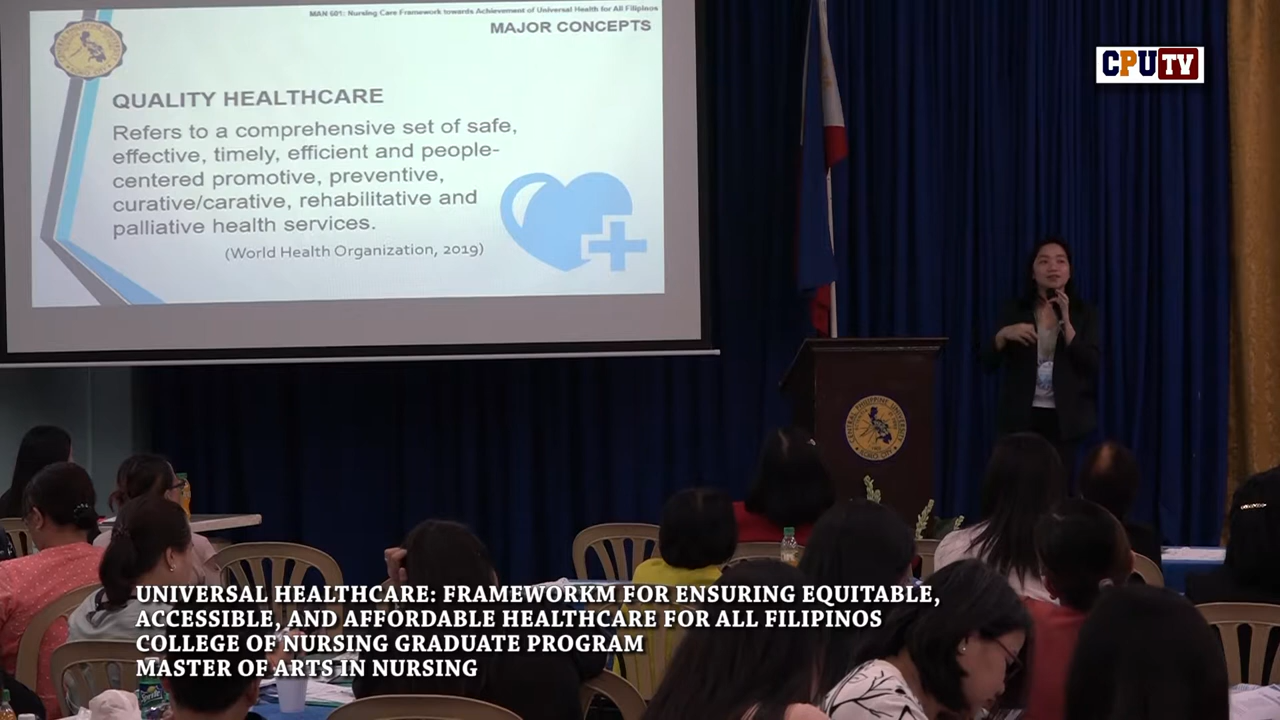 MAN 601: Nursing Care Framework towards Achievement of Universal Health for All Filipinos
MAJOR CONCEPTS
CPUTV
QUALITY HEALTHCARE
Refers to a comprehensive set of safe,
effective, timely, efficient and people-
centered promotive, preventive,
curative/carative, rehabilitative and
palliative health services.
(World Health Organization, 2019)
UNIVERSAL HEALTHCARE: FRAMEWORKM FOR ENSURING EQUITABLE,
ACCESSIBLE, AND AFFORDABLE HEALTHCARE FOR ALL FILIPINOS
COLLEGE OF NURSING GRADUATE PROGRAM
MASTER OF ARTS IN NURSING
Sprite